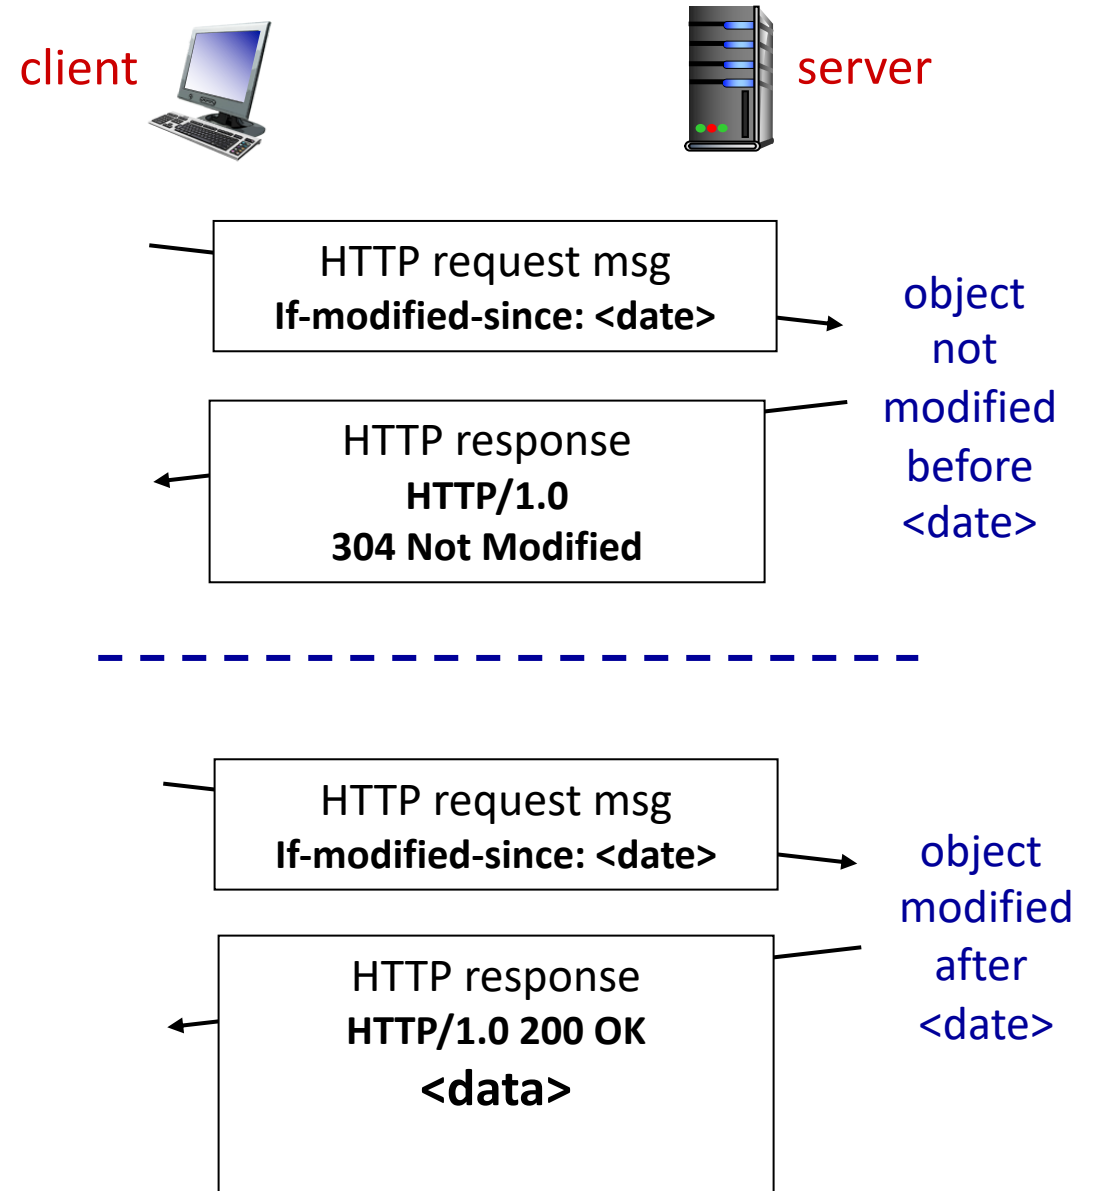 client
server
HTTP request msg
If-modified-since: <date>
object
not
modified
before
<date>
HTTP response
HTTP/1.0
304 Not Modified
HTTP request msg
If-modified-since: <date>
object
modified
after
<date>
HTTP response
HTTP/1.0 200 OK
<data>